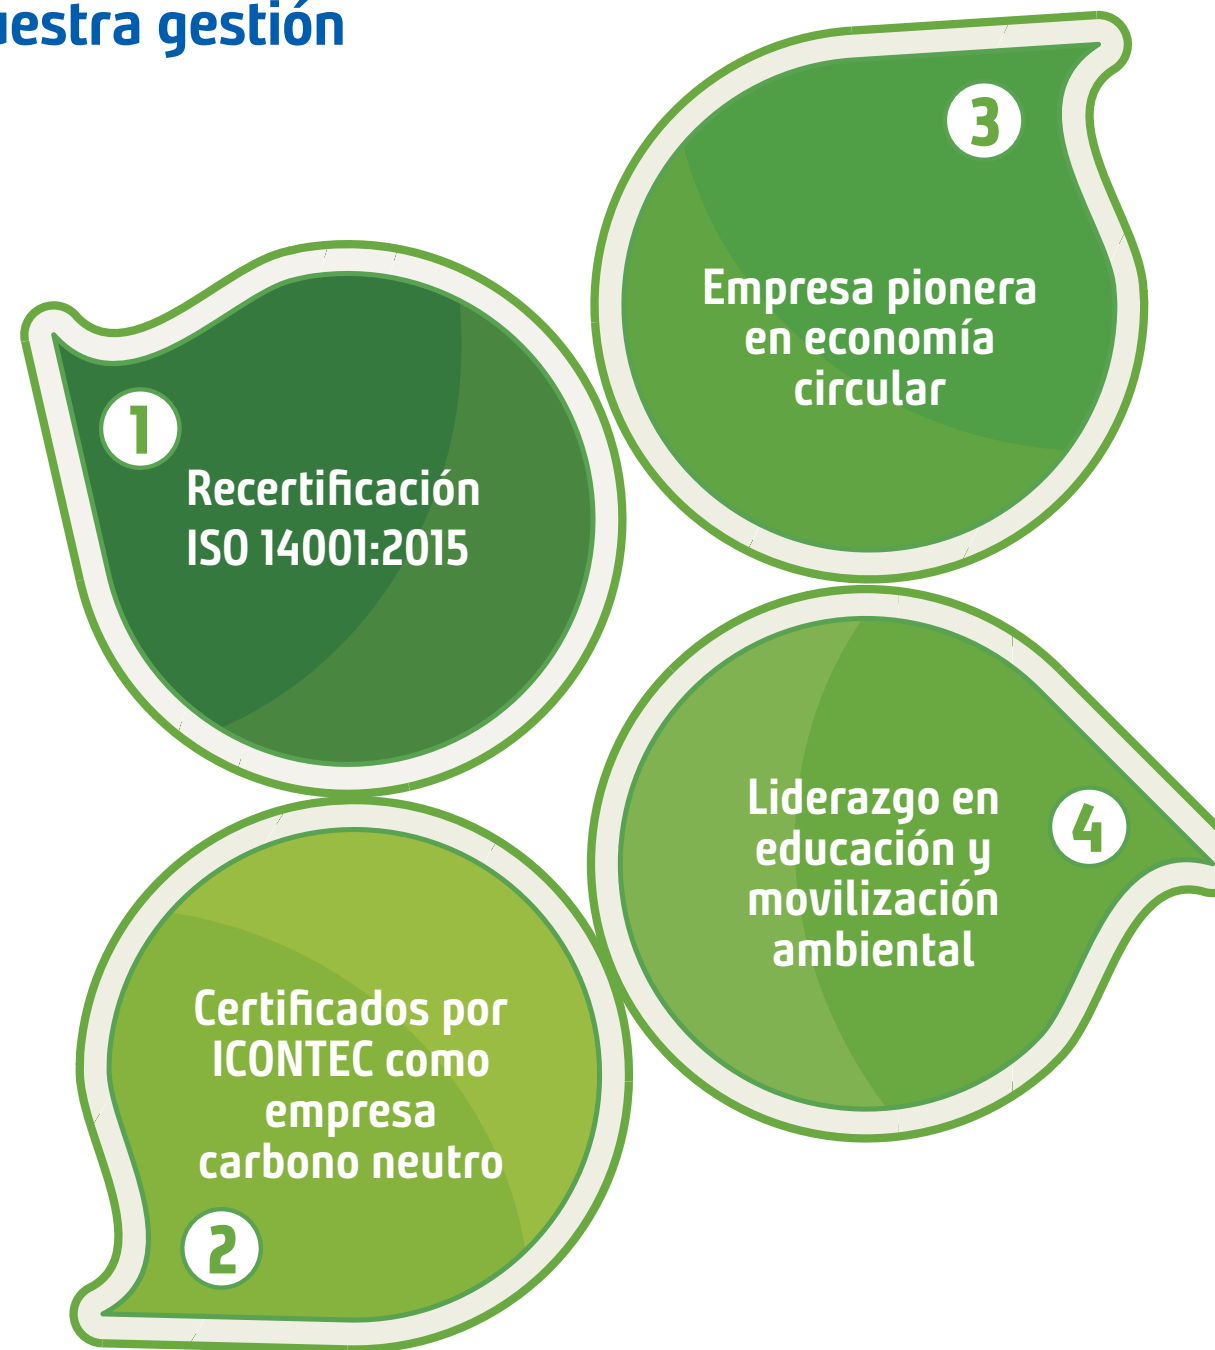 uestra gestión
1
Recertificación
ISO 14001:2015
2
Certificados por
ICONTEC como
empresa
carbono neutro
3
Empresa pionera
en economía
circular
4
Liderazgo en
educación y
movilización
ambiental